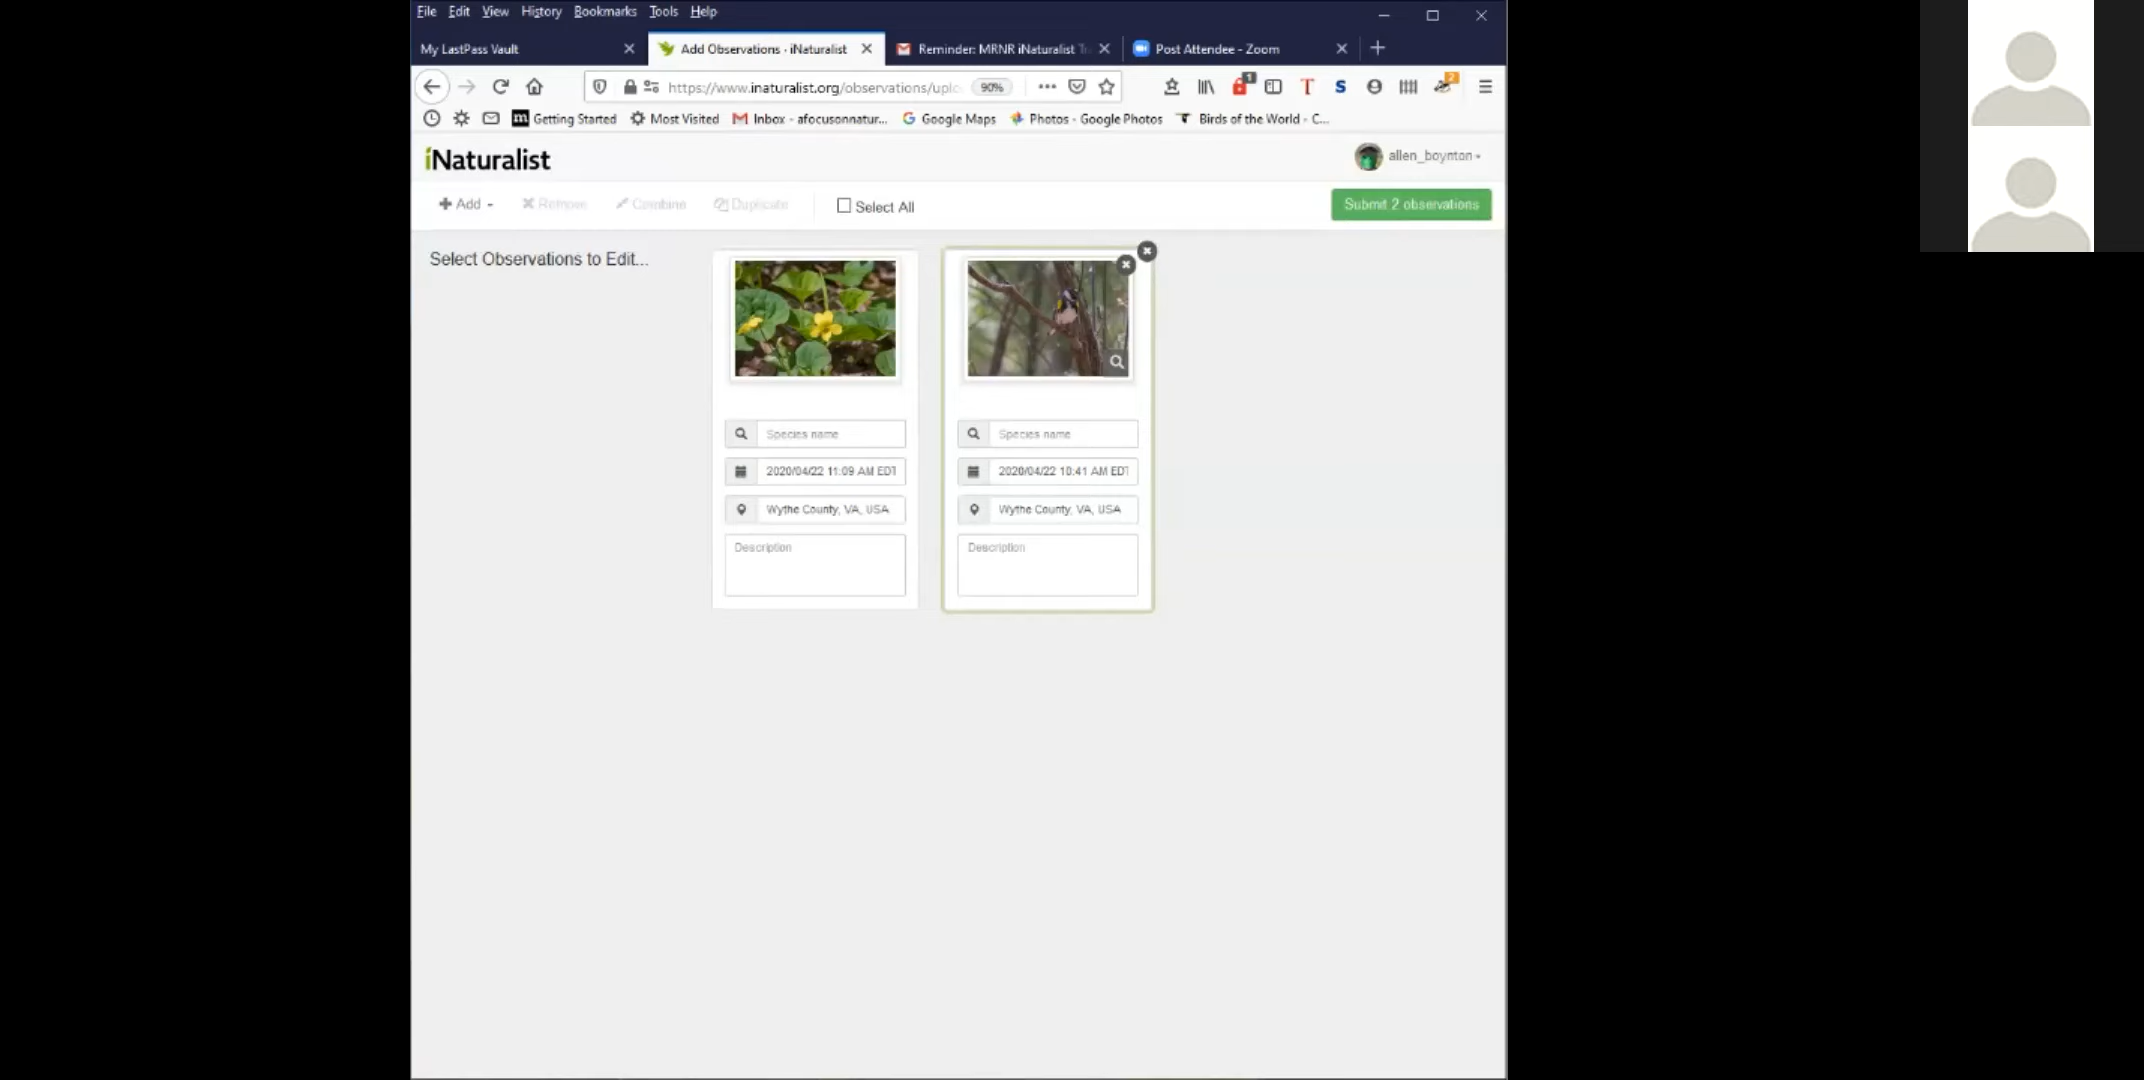 File Edit View History Bookmarks Tools Help
My LastPass Vault
Add Observations · iNaturalist
Reminder: MRNR iNaturalist
Post Attendee - Zoom
https://www.inaturalist.org/observations/uplo
90%
1
T
S
2
m
Getting Started
Most Visited
Inbox - afocusonnatur...
Google Maps
Photos - Google Photos
Birds of the World - C...
iNaturalist
allen_boynton
Add
Remove
Combine
Duplicate
Select All
Submit 2 observations
Select Observations to Edit...
Species name
2020/04/22 11:09 AM EDT
Wythe County, VA, USA
Description
Species name
2020/04/22 10:41 AM EDT
Wythe County, VA, USA
Description